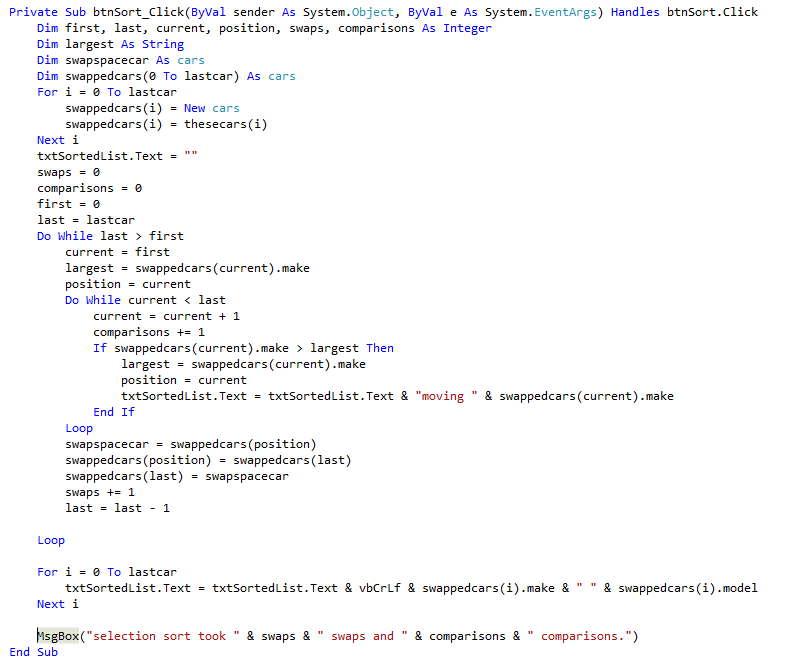 Private Sub btnSort_Click(ByVal sender As System.Object, ByVal e As System.EventArgs) Handles btnSort.Click
    Dim first, last, current, position, swaps, comparisons As Integer
    Dim largest As String
    Dim swapspacecar As cars
    Dim swappedcars(0 To lastcar) As cars
    For i = 0 To lastcar
        swappedcars(i) = New cars
        swappedcars(i) = thesecars(i)
    Next i
    txtSortedList.Text = ""
    swaps = 0
    comparisons = 0
    first = 0
    last = lastcar
    Do While last > first
        current = first
        largest = swappedcars(current).make
        position = current
        Do While current < last
            current = current + 1
            comparisons += 1
            If swappedcars(current).make > largest Then
                largest = swappedcars(current).make
                position = current
                txtSortedList.Text = txtSortedList.Text & "moving " & swappedcars(current).make
            End If
        Loop
        swapspacecar = swappedcars(position)
        swappedcars(position) = swappedcars(last)
        swappedcars(last) = swapspacecar
        swaps += 1
        last = last - 1

    Loop

    For i = 0 To lastcar
        txtSortedList.Text = txtSortedList.Text & vbCrLf & swappedcars(i).make & " " & swappedcars(i).model
    Next i

    MsgBox("selection sort took " & swaps & " swaps and " & comparisons & " comparisons.")
End Sub